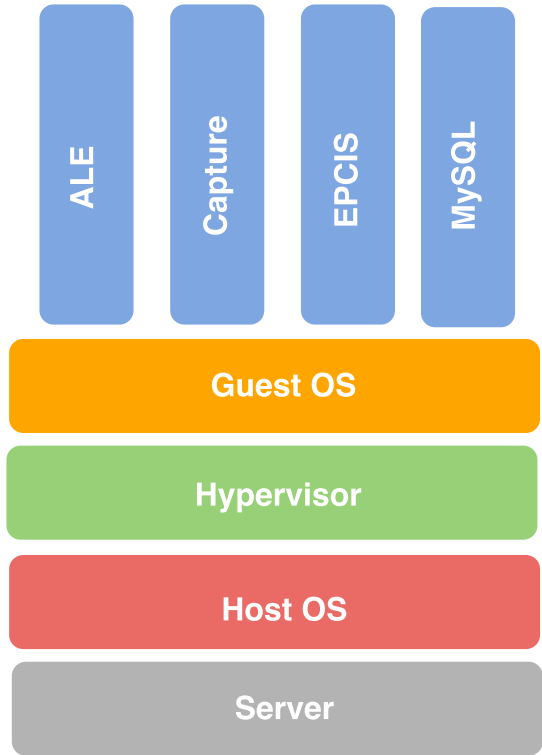 ALE
Capture
EPCIS
MySQL
Guest OS
Hypervisor
Host OS
Server